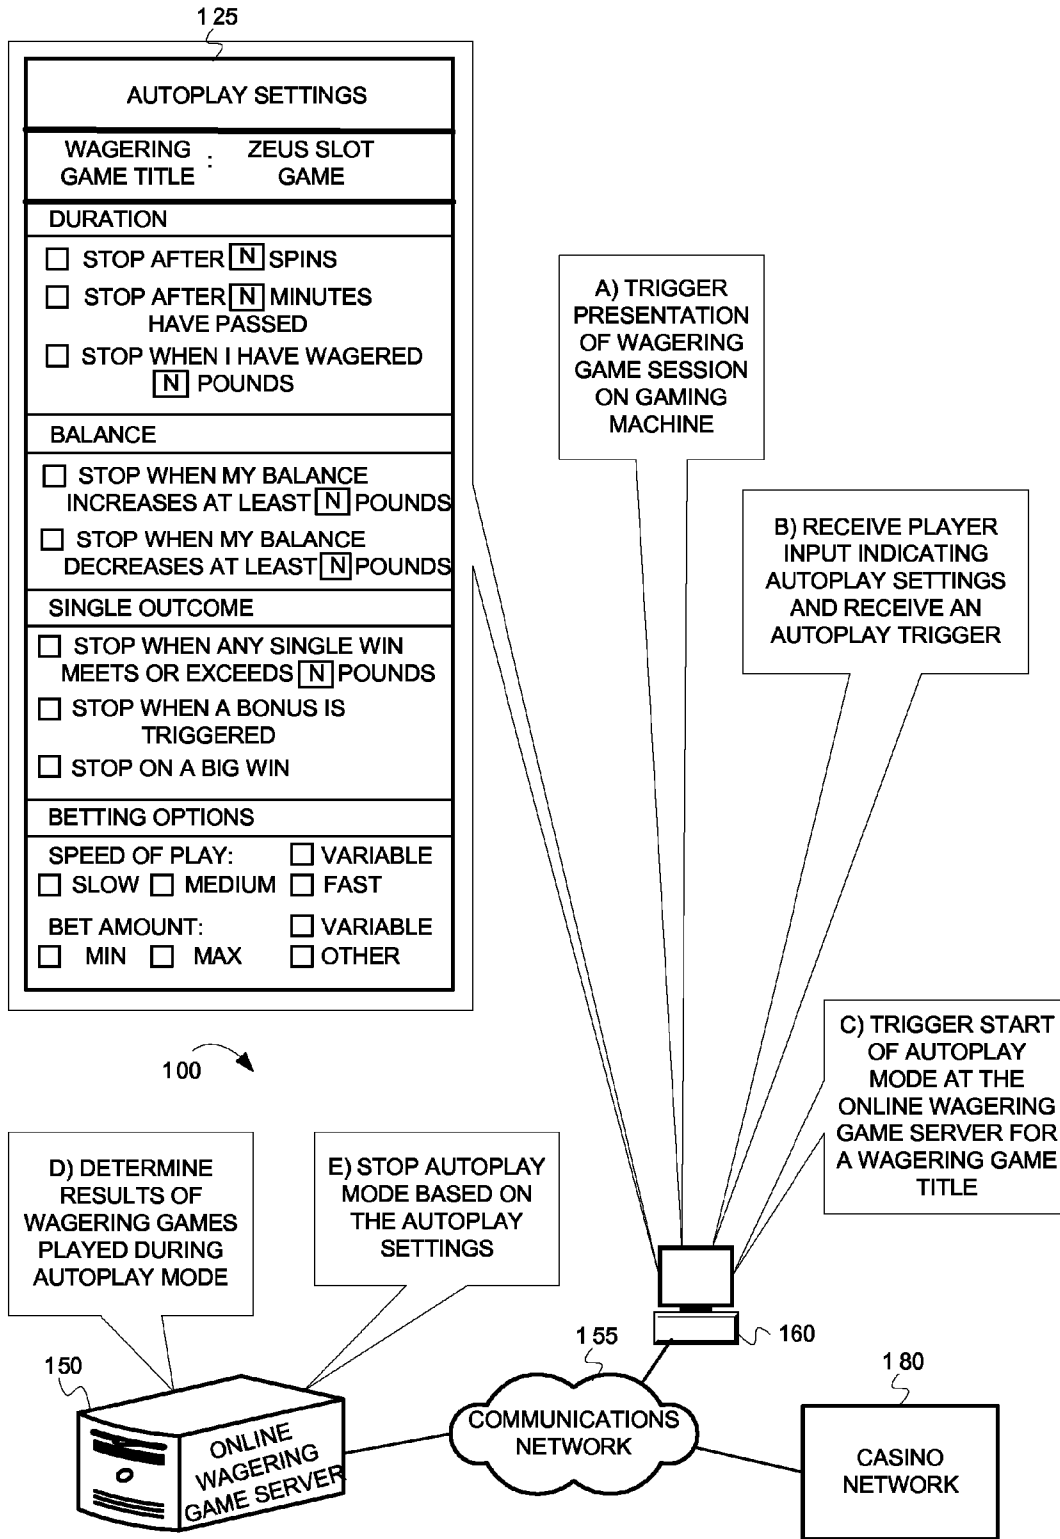 125
AUTOPLAY SETTINGS
WAGERING GAME TITLE : ZEUS SLOT GAME
DURATION
STOP AFTER N SPINS
STOP AFTER N MINUTES
HAVE PASSED
STOP WHEN I HAVE WAGERED
N POUNDS
BALANCE
STOP WHEN MY BALANCE
INCREASES AT LEAST N POUNDS
STOP WHEN MY BALANCE
DECREASES AT LEAST N POUNDS
SINGLE OUTCOME
STOP WHEN ANY SINGLE WIN
MEETS OR EXCEEDS N POUNDS
STOP WHEN A BONUS IS
TRIGGERED
STOP ON A BIG WIN
BETTING OPTIONS
SPEED OF PLAY: VARIABLE
SLOW MEDIUM FAST
BET AMOUNT: VARIABLE
MIN MAX OTHER
A) TRIGGER
PRESENTATION
OF WAGERING
GAME SESSION
ON GAMING
MACHINE
B) RECEIVE PLAYER
INPUT INDICATING
AUTOPLAY SETTINGS
AND RECEIVE AN
AUTOPLAY TRIGGER
C) TRIGGER START
OF AUTOPLAY
MODE AT THE
ONLINE WAGERING
GAME SERVER FOR
A WAGERING GAME
TITLE
100
D) DETERMINE
RESULTS OF
WAGERING GAMES
PLAYED DURING
AUTOPLAY MODE
E) STOP AUTOPLAY
MODE BASED ON
THE AUTOPLAY
SETTINGS
150
ONLINE
WAGERING
GAME SERVER
155
COMMUNICATIONS
NETWORK
160
180
CASINO
NETWORK